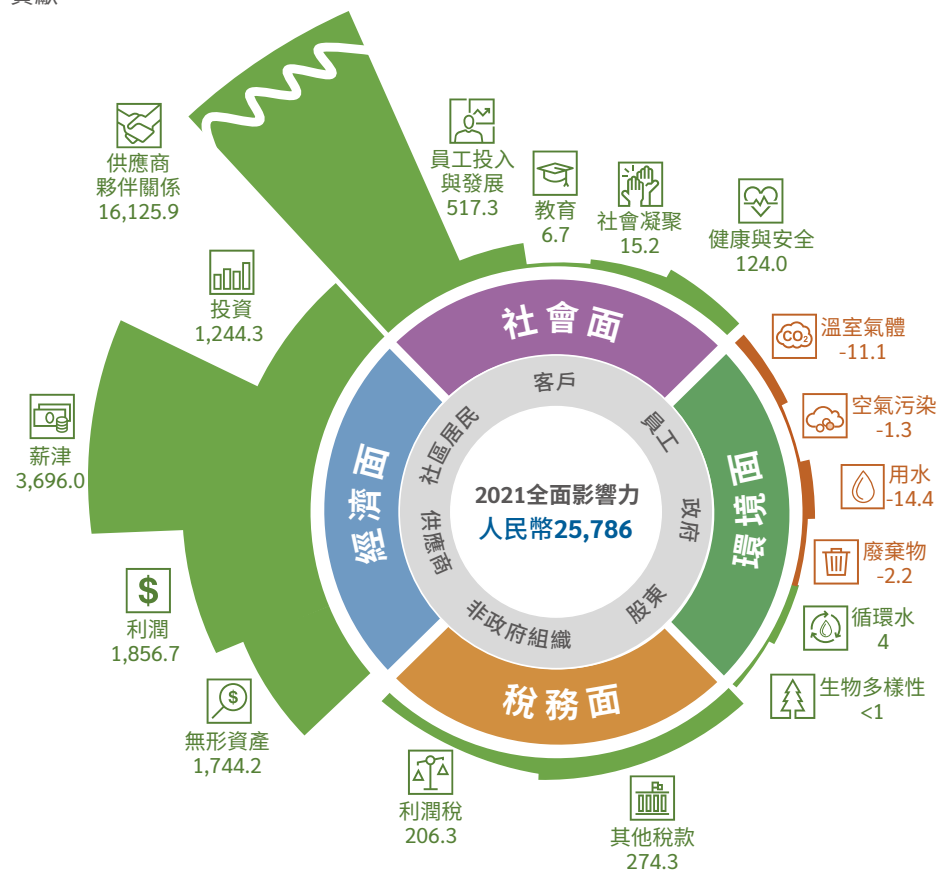 供應商
夥伴關係
16,125.9
員工投入
與發展
517.3
教育
6.7
社會凝聚
15.2
健康與安全
124.0
投資
1,244.3
薪津
3,696.0
$
利潤
1,856.7
$
無形資產
1,744.2
社會面
環境面
稅務面
經濟面
客戶
員工
政府
股東
非政府組織
供應商
社區居民
2021全面影響力
人民幣25,786
CO₂
溫室氣體
-11.1
空氣污染
-1.3
用水
-14.4
廢棄物
-2.2
循環水
4
生物多樣性
<1
利潤稅
206.3
其他稅款
274.3